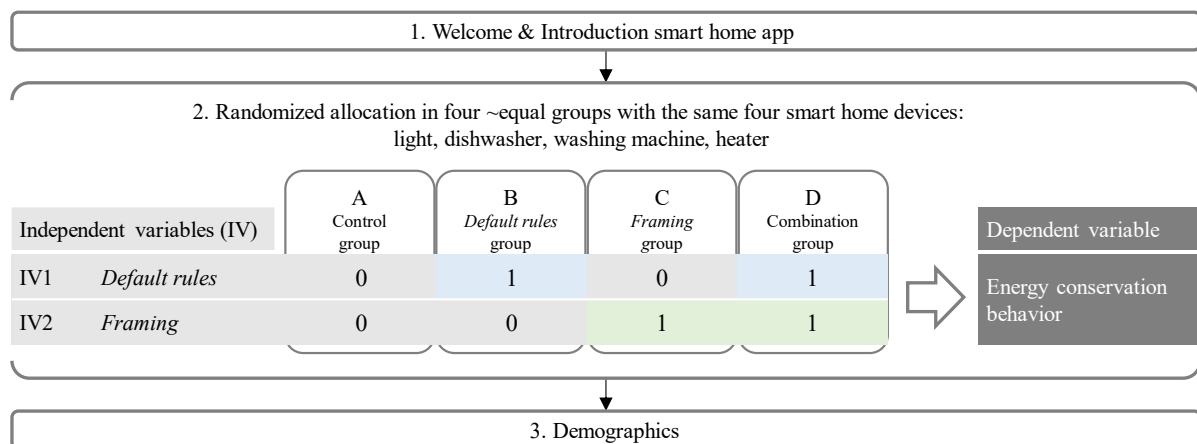 1. Welcome & Introduction smart home app
2. Randomized allocation in four ~equal groups with the same four smart home devices:
light, dishwasher, washing machine, heater
A
Control
group
B
Default rules
group
C
Framing
group
D
Combination
group
Independent variables (IV)
Dependent variable
IV1 Default rules 0 1 0 1
IV2 Framing 0 0 1 1
Energy conservation
behavior
3. Demographics